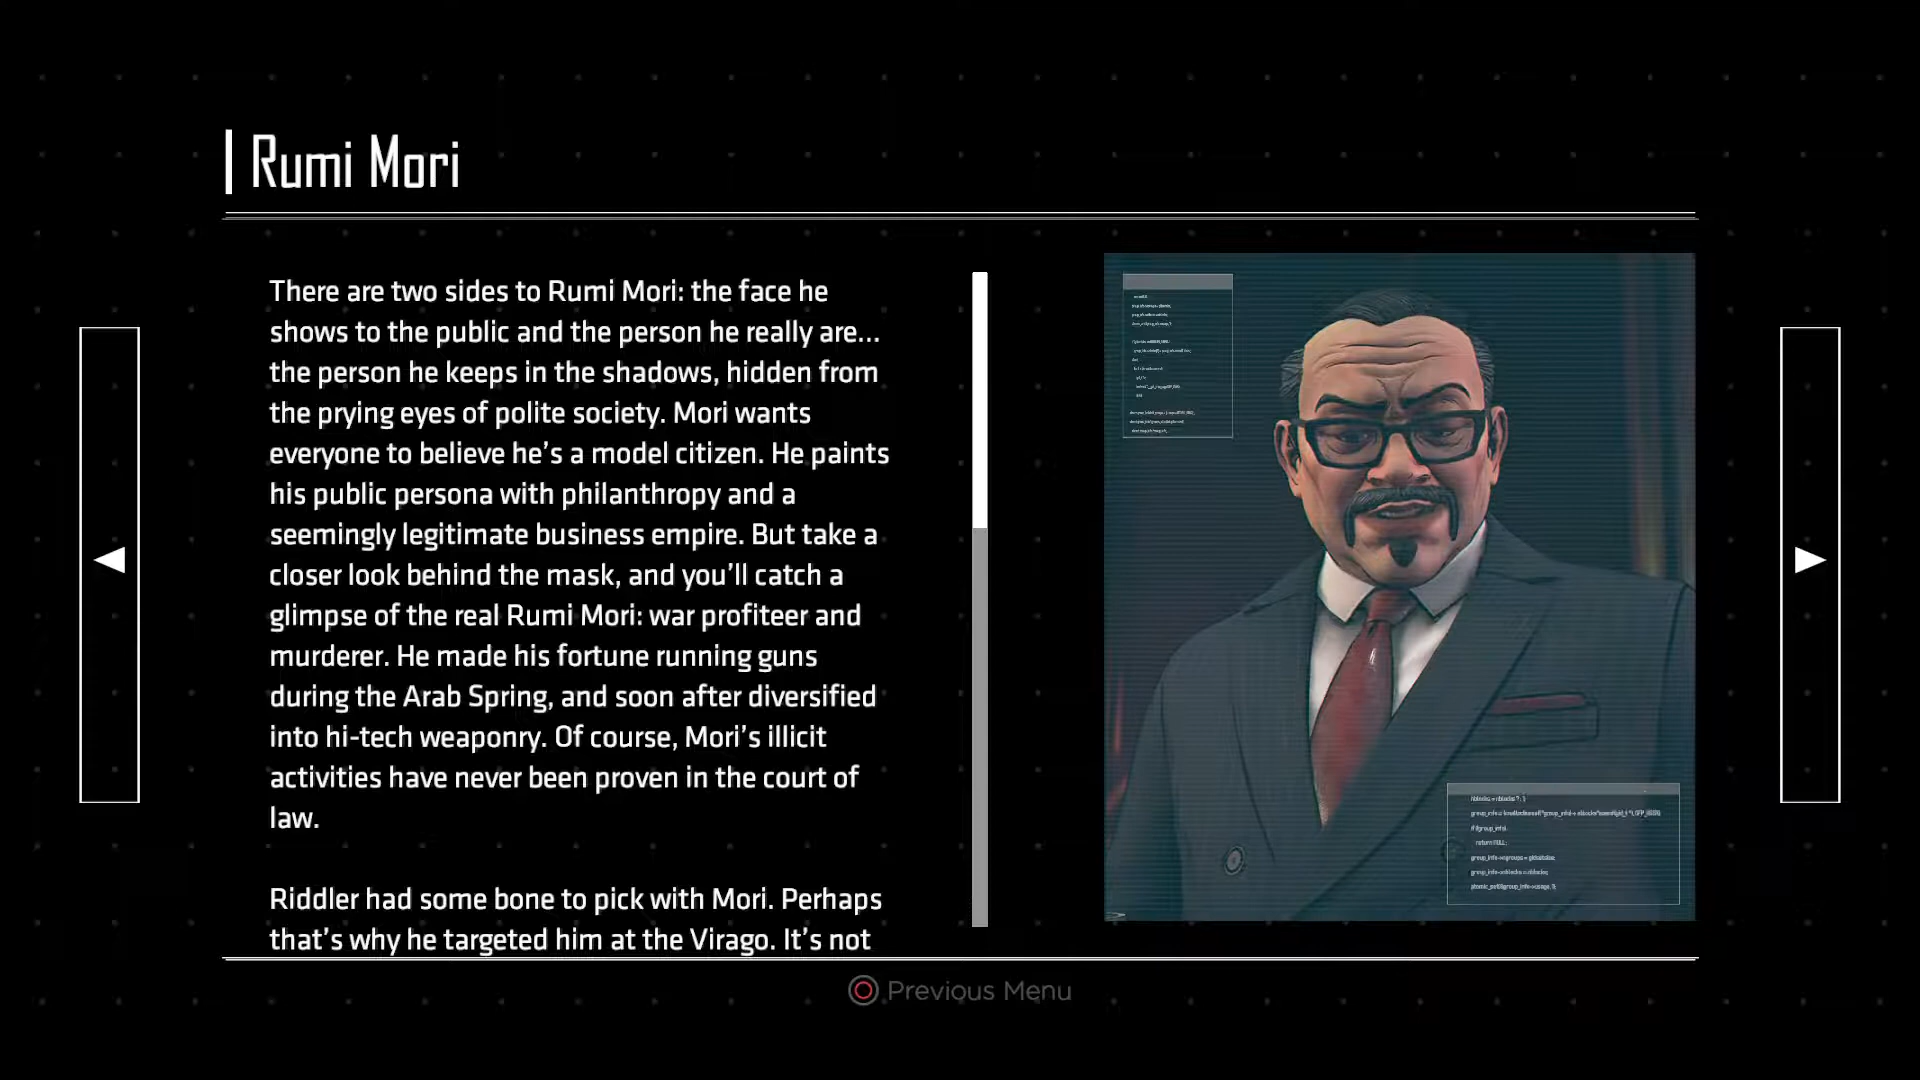 Rumi Mori
There are two sides to Rumi Mori: the face he
shows to the public and the person he really are...
the person he keeps in the shadows, hidden from
the prying eyes of polite society. Mori wants
everyone to believe he's a model citizen. He paints
his public persona with philanthropy and a
seemingly legitimate business empire. But take a
closer look behind the mask, and you'll catch a
glimpse of the real Rumi Mori: war profiteer and
murderer. He made his fortune running guns
during the Arab Spring, and soon after diversified
into hi-tech weaponry. Of course, Mori's illicit
activities have never been proven in the court of
law.
Riddler had some bone to pick with Mori. Perhaps
that's why he targeted him at the Virago. It's not
return NULL;
Previous Menu